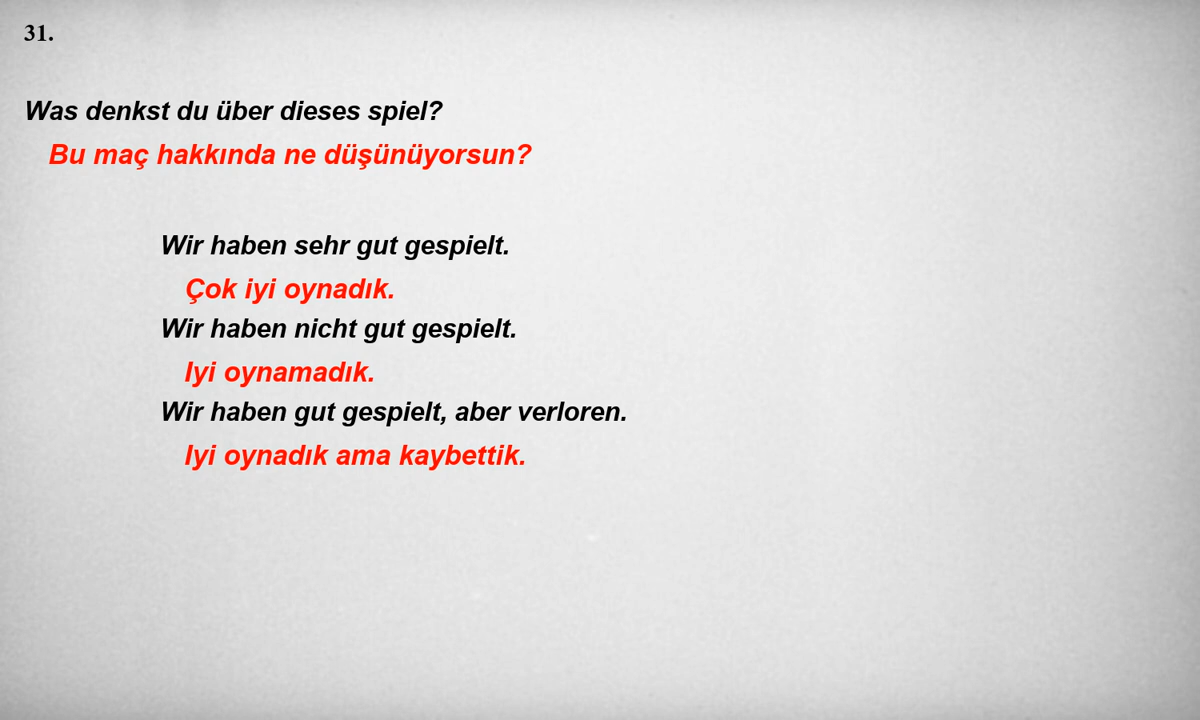 31.
Was denkst du über dieses spiel?
Bu maç hakkında ne düşünüyorsun?
Wir haben sehr gut gespielt.
Çok iyi oynadık.
Wir haben nicht gut gespielt.
Iyi oynamadık.
Wir haben gut gespielt, aber verloren.
Iyi oynadık ama kaybettik.